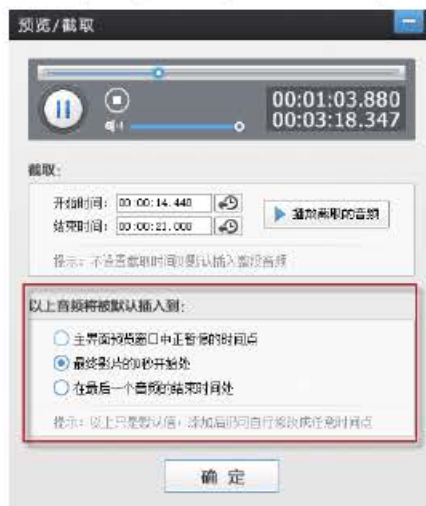 预览/截取
00:01:03.880
00:03:18.347
截取:
开始时间: 00:00:14.440
播放截取的音频
结束时间: 00:00:21.000
提示: 不设置截取时间则默认插入整段音频
以上音频将被默认插入到:
主界面预览窗口中正暂停的时间点
最终影片的0秒开始处
在最后一个音频的结束时间处
提示: 以上只是默认值, 添加后仍可自行修改成任意时间点
确 定